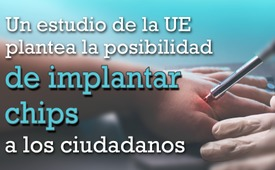 Un estudio de la UE
plantea la posibilidad
de implantar
chips
a los ciudadanos